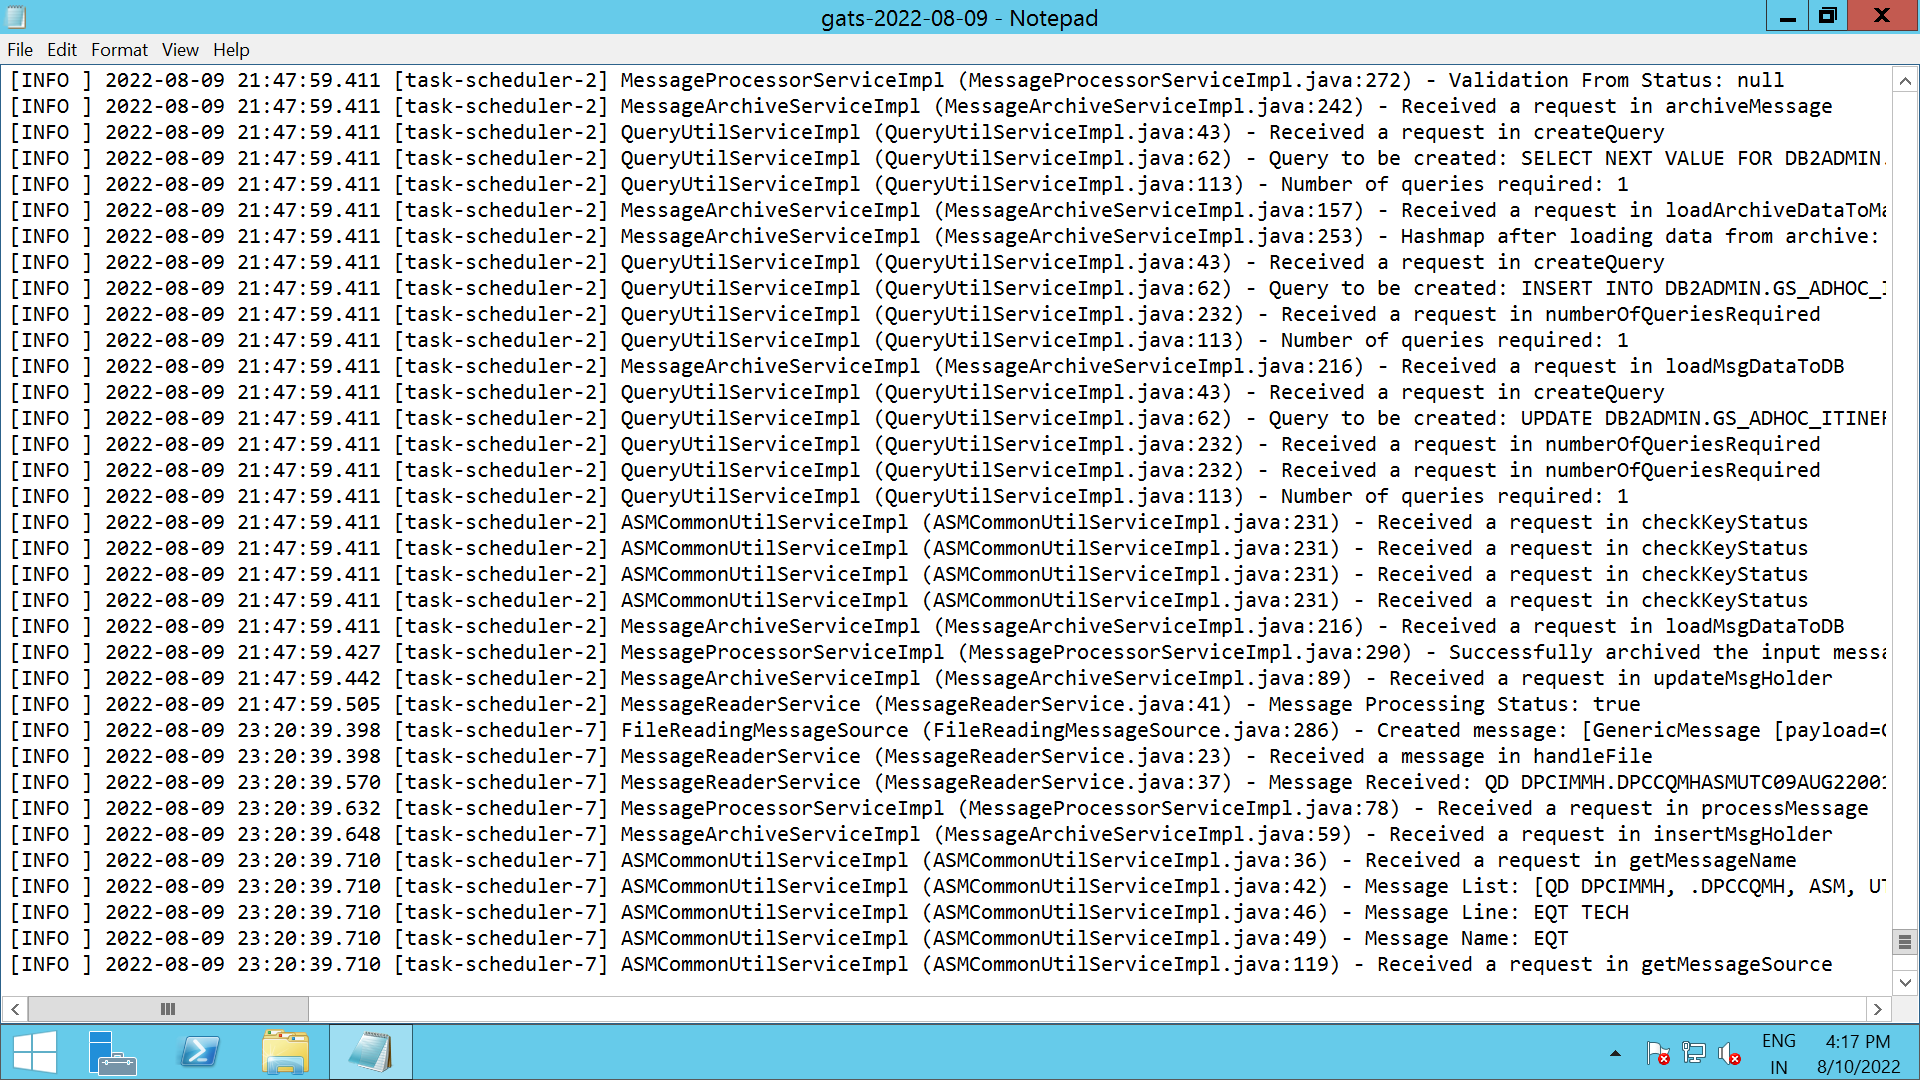 gats-2022-08-09 - Notepad
File Edit Format View Help
[INFO ] 2022-08-09 21:47:59.411 [task-scheduler-2] MessageProcessorServiceImpl (MessageProcessorServiceImpl.java:272) - Validation From Status: null
[INFO ] 2022-08-09 21:47:59.411 [task-scheduler-2] MessageArchiveServiceImpl (MessageArchiveServiceImpl.java:242) - Received a request in archiveMessage
[INFO ] 2022-08-09 21:47:59.411 [task-scheduler-2] QueryUtilServiceImpl (QueryUtilServiceImpl.java:43) - Received a request in createQuery
[INFO ] 2022-08-09 21:47:59.411 [task-scheduler-2] QueryUtilServiceImpl (QueryUtilServiceImpl.java:62) - Query to be created: SELECT NEXT VALUE FOR DB2ADMIN.
[INFO ] 2022-08-09 21:47:59.411 [task-scheduler-2] QueryUtilServiceImpl (QueryUtilServiceImpl.java:113) - Number of queries required: 1
[INFO ] 2022-08-09 21:47:59.411 [task-scheduler-2] MessageArchiveServiceImpl (MessageArchiveServiceImpl.java:157) - Received a request in loadArchiveDataToMa
[INFO ] 2022-08-09 21:47:59.411 [task-scheduler-2] MessageArchiveServiceImpl (MessageArchiveServiceImpl.java:253) - Hashmap after loading data from archive:
[INFO ] 2022-08-09 21:47:59.411 [task-scheduler-2] QueryUtilServiceImpl (QueryUtilServiceImpl.java:43) - Received a request in createQuery
[INFO ] 2022-08-09 21:47:59.411 [task-scheduler-2] QueryUtilServiceImpl (QueryUtilServiceImpl.java:62) - Query to be created: INSERT INTO DB2ADMIN.GS_ADHOC_I
[INFO ] 2022-08-09 21:47:59.411 [task-scheduler-2] QueryUtilServiceImpl (QueryUtilServiceImpl.java:232) - Received a request in numberOfQueriesRequired
[INFO ] 2022-08-09 21:47:59.411 [task-scheduler-2] QueryUtilServiceImpl (QueryUtilServiceImpl.java:113) - Number of queries required: 1
[INFO ] 2022-08-09 21:47:59.411 [task-scheduler-2] MessageArchiveServiceImpl (MessageArchiveServiceImpl.java:216) - Received a request in loadMsgDataToDB
[INFO ] 2022-08-09 21:47:59.411 [task-scheduler-2] QueryUtilServiceImpl (QueryUtilServiceImpl.java:43) - Received a request in createQuery
[INFO ] 2022-08-09 21:47:59.411 [task-scheduler-2] QueryUtilServiceImpl (QueryUtilServiceImpl.java:62) - Query to be created: UPDATE DB2ADMIN.GS_ADHOC_ITINER
[INFO ] 2022-08-09 21:47:59.411 [task-scheduler-2] QueryUtilServiceImpl (QueryUtilServiceImpl.java:232) - Received a request in numberOfQueriesRequired
[INFO ] 2022-08-09 21:47:59.411 [task-scheduler-2] QueryUtilServiceImpl (QueryUtilServiceImpl.java:232) - Received a request in numberOfQueriesRequired
[INFO ] 2022-08-09 21:47:59.411 [task-scheduler-2] QueryUtilServiceImpl (QueryUtilServiceImpl.java:113) - Number of queries required: 1
[INFO ] 2022-08-09 21:47:59.411 [task-scheduler-2] ASMCommonUtilServiceImpl (ASMCommonUtilServiceImpl.java:231) - Received a request in checkKeyStatus
[INFO ] 2022-08-09 21:47:59.411 [task-scheduler-2] ASMCommonUtilServiceImpl (ASMCommonUtilServiceImpl.java:231) - Received a request in checkKeyStatus
[INFO ] 2022-08-09 21:47:59.411 [task-scheduler-2] ASMCommonUtilServiceImpl (ASMCommonUtilServiceImpl.java:231) - Received a request in checkKeyStatus
[INFO ] 2022-08-09 21:47:59.411 [task-scheduler-2] ASMCommonUtilServiceImpl (ASMCommonUtilServiceImpl.java:231) - Received a request in checkKeyStatus
[INFO ] 2022-08-09 21:47:59.411 [task-scheduler-2] MessageArchiveServiceImpl (MessageArchiveServiceImpl.java:216) - Received a request in loadMsgDataToDB
[INFO ] 2022-08-09 21:47:59.427 [task-scheduler-2] MessageProcessorServiceImpl (MessageProcessorServiceImpl.java:290) - Successfully archived the input messa
[INFO ] 2022-08-09 21:47:59.442 [task-scheduler-2] MessageArchiveServiceImpl (MessageArchiveServiceImpl.java:89) - Received a request in updateMsgHolder
[INFO ] 2022-08-09 21:47:59.505 [task-scheduler-2] MessageReaderService (MessageReaderService.java:41) - Message Processing Status: true
[INFO ] 2022-08-09 23:20:39.398 [task-scheduler-7] FileReadingMessageSource (FileReadingMessageSource.java:286) - Created message: [GenericMessage [payload=C
[INFO ] 2022-08-09 23:20:39.398 [task-scheduler-7] MessageReaderService (MessageReaderService.java:23) - Received a message in handleFile
[INFO ] 2022-08-09 23:20:39.570 [task-scheduler-7] MessageReaderService (MessageReaderService.java:37) - Message Received: QD DPCIMMH.DPCCQMHASMUTC09AUG22001
[INFO ] 2022-08-09 23:20:39.632 [task-scheduler-7] MessageProcessorServiceImpl (MessageProcessorServiceImpl.java:78) - Received a request in processMessage
[INFO ] 2022-08-09 23:20:39.648 [task-scheduler-7] MessageArchiveServiceImpl (MessageArchiveServiceImpl.java:59) - Received a request in insertMsgHolder
[INFO ] 2022-08-09 23:20:39.710 [task-scheduler-7] ASMCommonUtilServiceImpl (ASMCommonUtilServiceImpl.java:36) - Received a request in getMessageName
[INFO ] 2022-08-09 23:20:39.710 [task-scheduler-7] ASMCommonUtilServiceImpl (ASMCommonUtilServiceImpl.java:42) - Message List: [QD DPCIMMH, .DPCCQMH, ASM, UT
[INFO ] 2022-08-09 23:20:39.710 [task-scheduler-7] ASMCommonUtilServiceImpl (ASMCommonUtilServiceImpl.java:46) - Message Line: EQT TECH
[INFO ] 2022-08-09 23:20:39.710 [task-scheduler-7] ASMCommonUtilServiceImpl (ASMCommonUtilServiceImpl.java:49) - Message Name: EQT
[INFO ] 2022-08-09 23:20:39.710 [task-scheduler-7] ASMCommonUtilServiceImpl (ASMCommonUtilServiceImpl.java:119) - Received a request in getMessageSource
ENG 4:17 PM
IN 8/10/2022